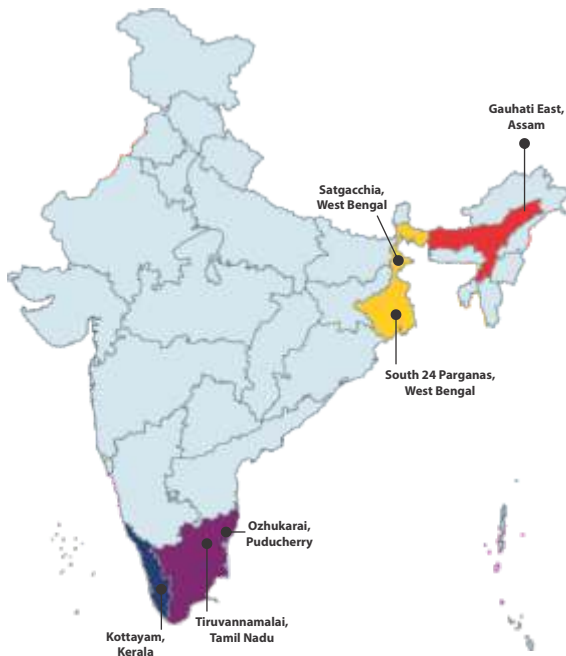 Gauhati East,
Assam
Satgacchia,
West Bengal
South 24 Parganas,
West Bengal
Ozhukarai,
Puducherry
Tiruvannamalai,
Tamil Nadu
Kottayam,
Kerala